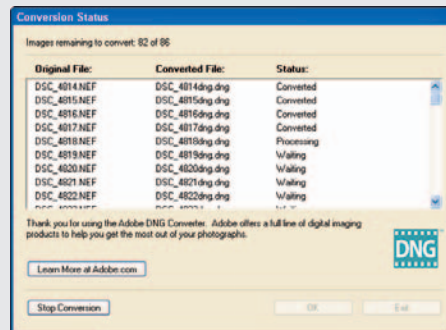 Conversion Status
Images remaining to convert: 82 of 86
Original File: Converted File: Status:
DSC_4814.NEF DSC_4814dng.dng Converted
DSC_4815.NEF DSC_4815dng.dng Converted
DSC_4816.NEF DSC_4816dng.dng Converted
DSC_4817.NEF DSC_4817dng.dng Converted
DSC_4818.NEF DSC_4818dng.dng Processing
DSC_4819.NEF DSC_4819dng.dng Waiting
DSC_4820.NEF DSC_4820dng.dng Waiting
DSC_4821.NEF DSC_4821dng.dng Waiting
DSC_4822.NEF DSC_4822dng.dng Waiting
Thank you for using the Adobe DNG Converter. Adobe offers a full line of digital imaging
products to help you get the most out of your photographs.
DNG
Learn More at Adobe.com
Stop Conversion OK Exit